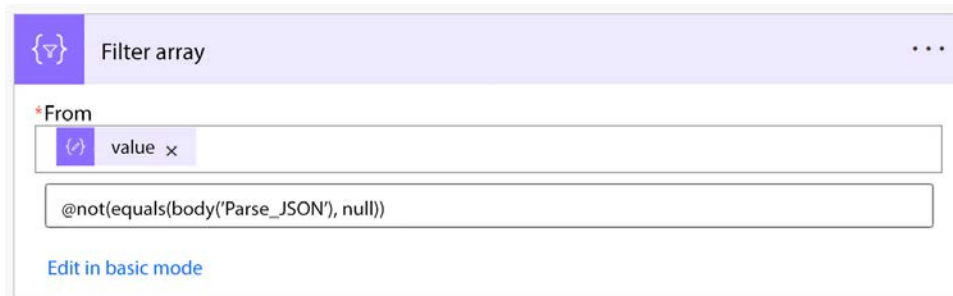 Filter array
*From
value ×
@not(equals(body('Parse_JSON'), null))
Edit in basic mode